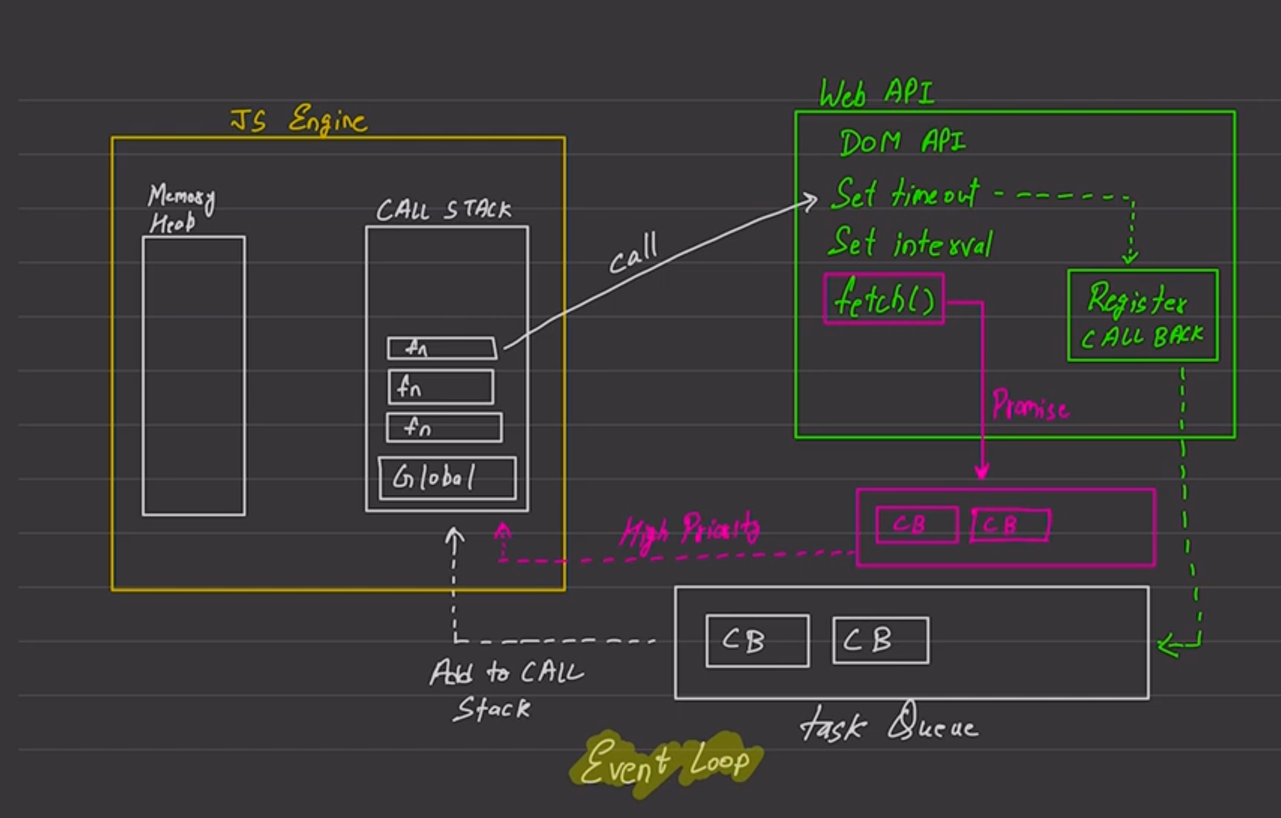 Web API
JS Engine
DOM API
Memory
Heab
CALL STACK
Set timeout
call
Set interval
fetch()
Register
CALL BACK
fn
fn
fn
Global
Promise
High Priority
CB CB
CB CB
Add to CALL
Stack
task Queue
Event Loop